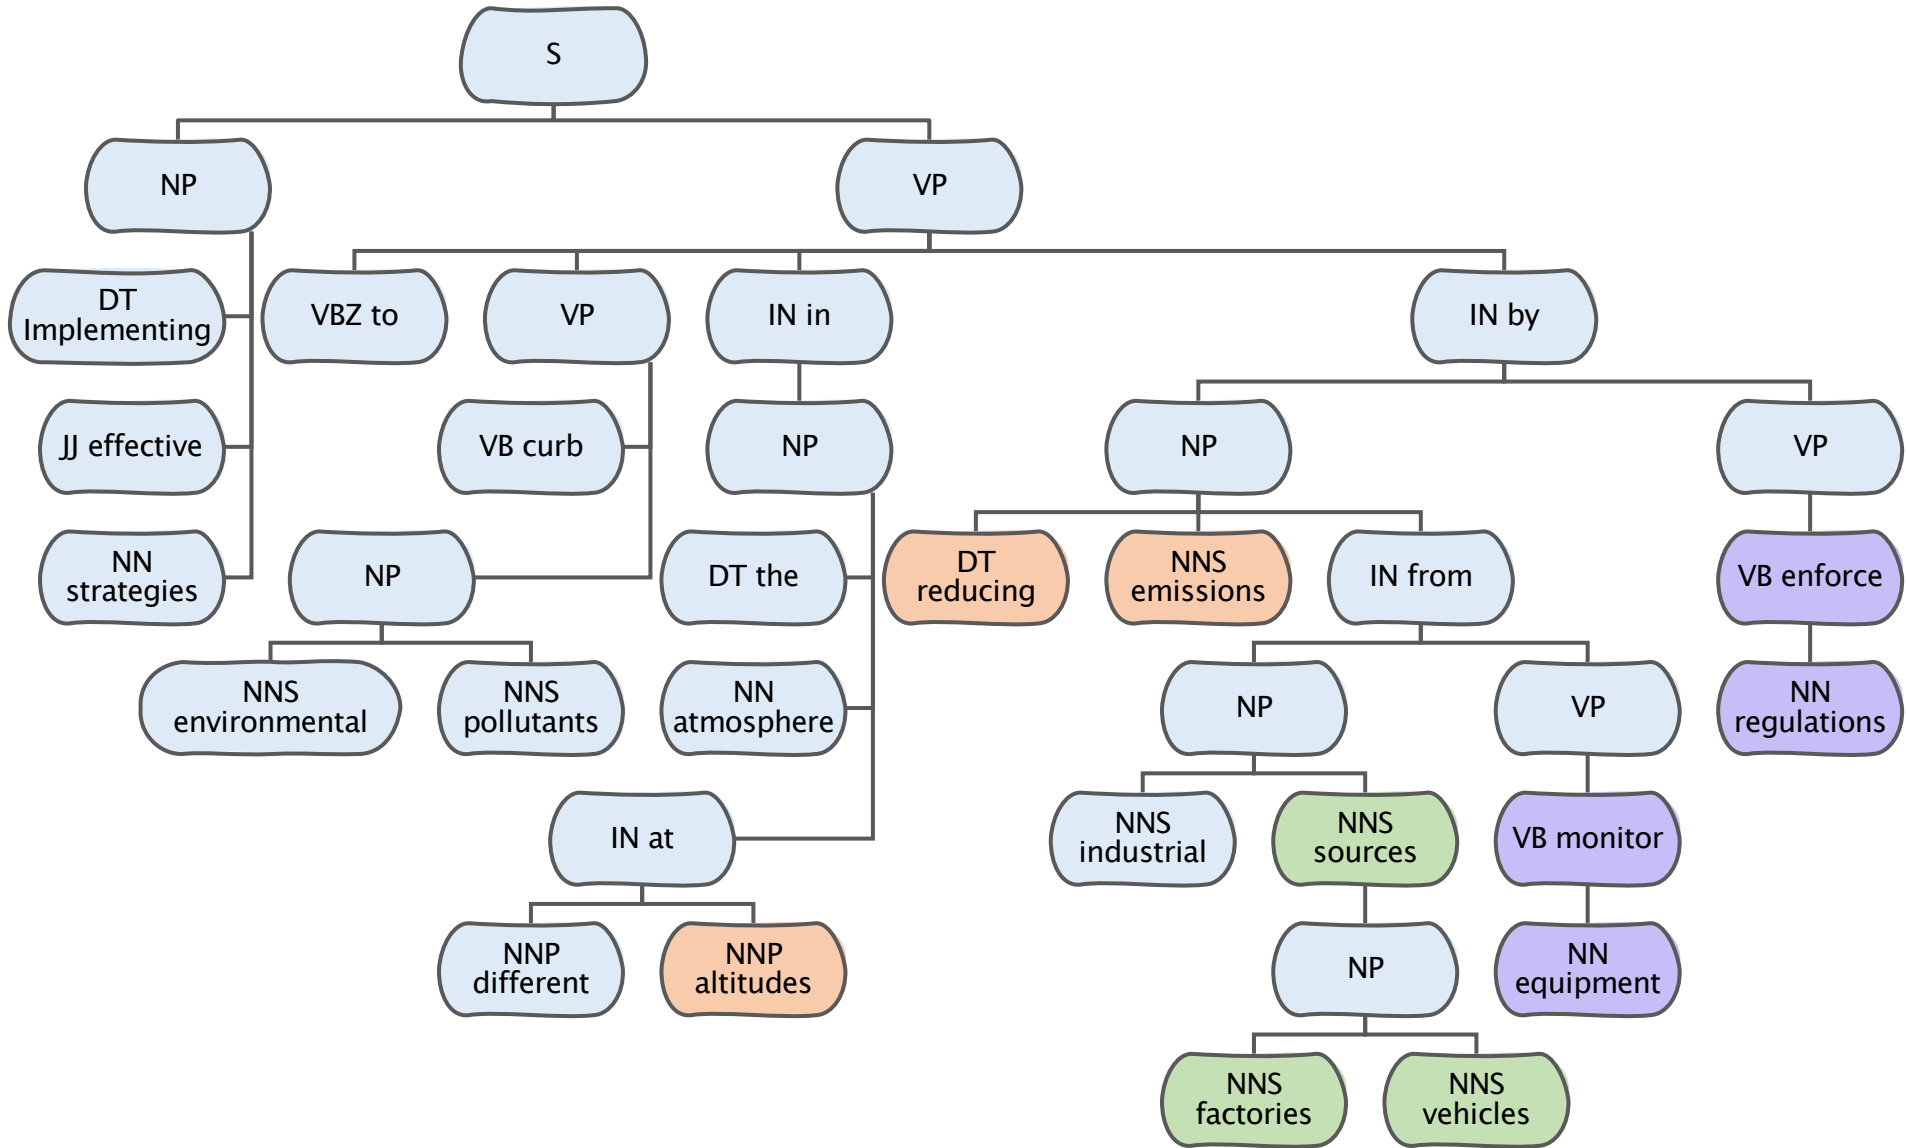 S
NP
VP
DT
Implementing
VBZ to
VP
IN in
IN by
JJ effective
VB curb
NP
NP
VP
NN
strategies
NP
DT the
DT
reducing
NNS
emissions
IN from
VB enforce
NNS
environmental
NNS
pollutants
NN
atmosphere
NP
VP
NN
regulations
IN at
NNS
industrial
NNS
sources
VB monitor
NNP
different
NNP
altitudes
NP
NN
equipment
NNS
factories
NNS
vehicles